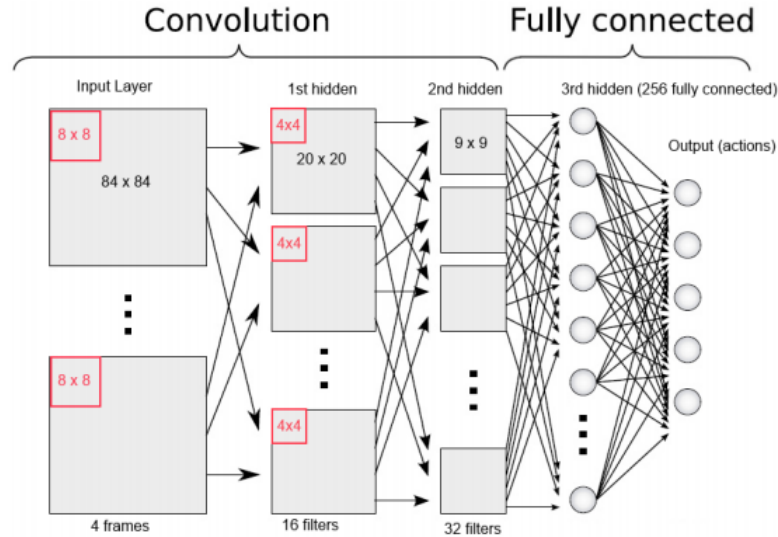 Convolution
Fully connected
Input Layer
1st hidden
2nd hidden
3rd hidden (256 fully connected)
Output (actions)
8 x 8
84 x 84
4x4
20 x 20
9 x 9
4x4
8 x 8
4x4
4 frames
16 filters
32 filters